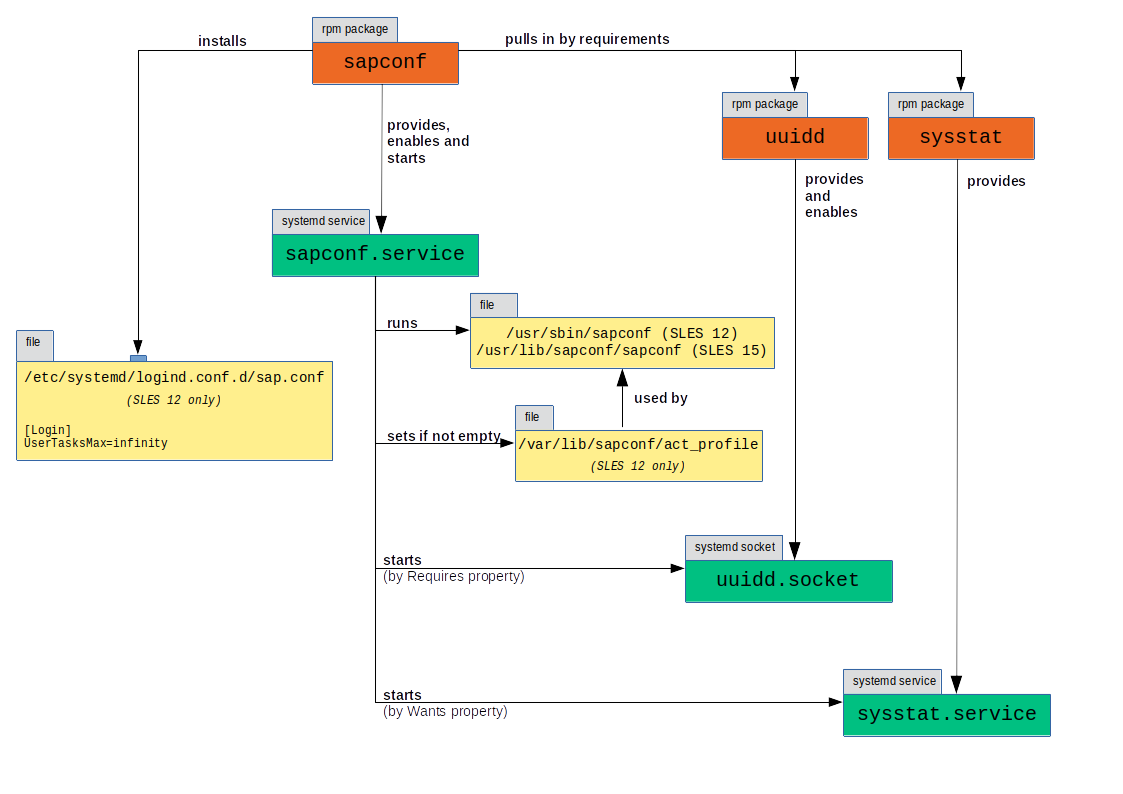 rpm package
sapconf
installs
pulls in by requirements
rpm package
uuidd
rpm package
sysstat
provides,
enables and
starts
provides
and
enables
provides
systemd service
sapconf.service
runs
file
/usr/sbin/sapconf (SLES 12)
/usr/lib/sapconf/sapconf (SLES 15)
file
/etc/systemd/logind.conf.d/sap.conf
(SLES 12 only)
[Login]
UserTasksMax=infinity
used by
sets if not empty
file
/var/lib/sapconf/act_profile
(SLES 12 only)
starts
(by Requires property)
systemd socket
uuidd.socket
starts
(by Wants property)
systemd service
sysstat.service